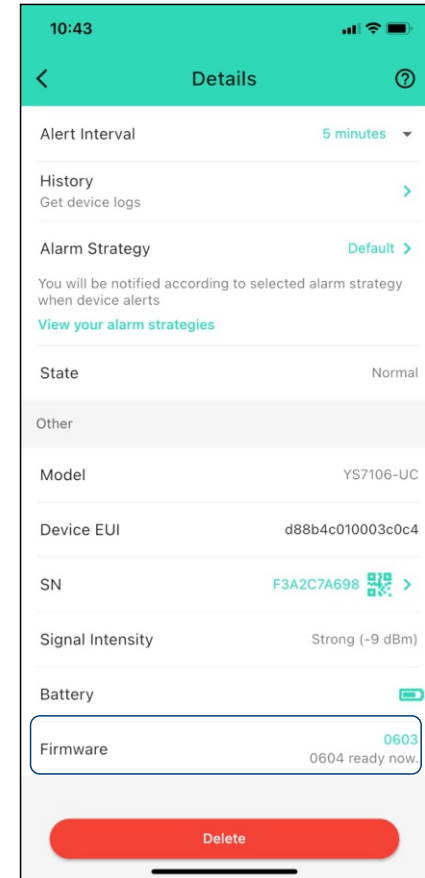 10:43
Details
Alert Interval 5 minutes
History
Get device logs
Alarm Strategy Default
You will be notified according to selected alarm strategy
when device alerts
View your alarm strategies
State Normal
Other
Model YS7106-UC
Device EUI d88b4c010003c0c4
SN F3A2C7A698
Signal Intensity Strong (-9 dBm)
Battery
Firmware 0603
0604 ready now.
Delete